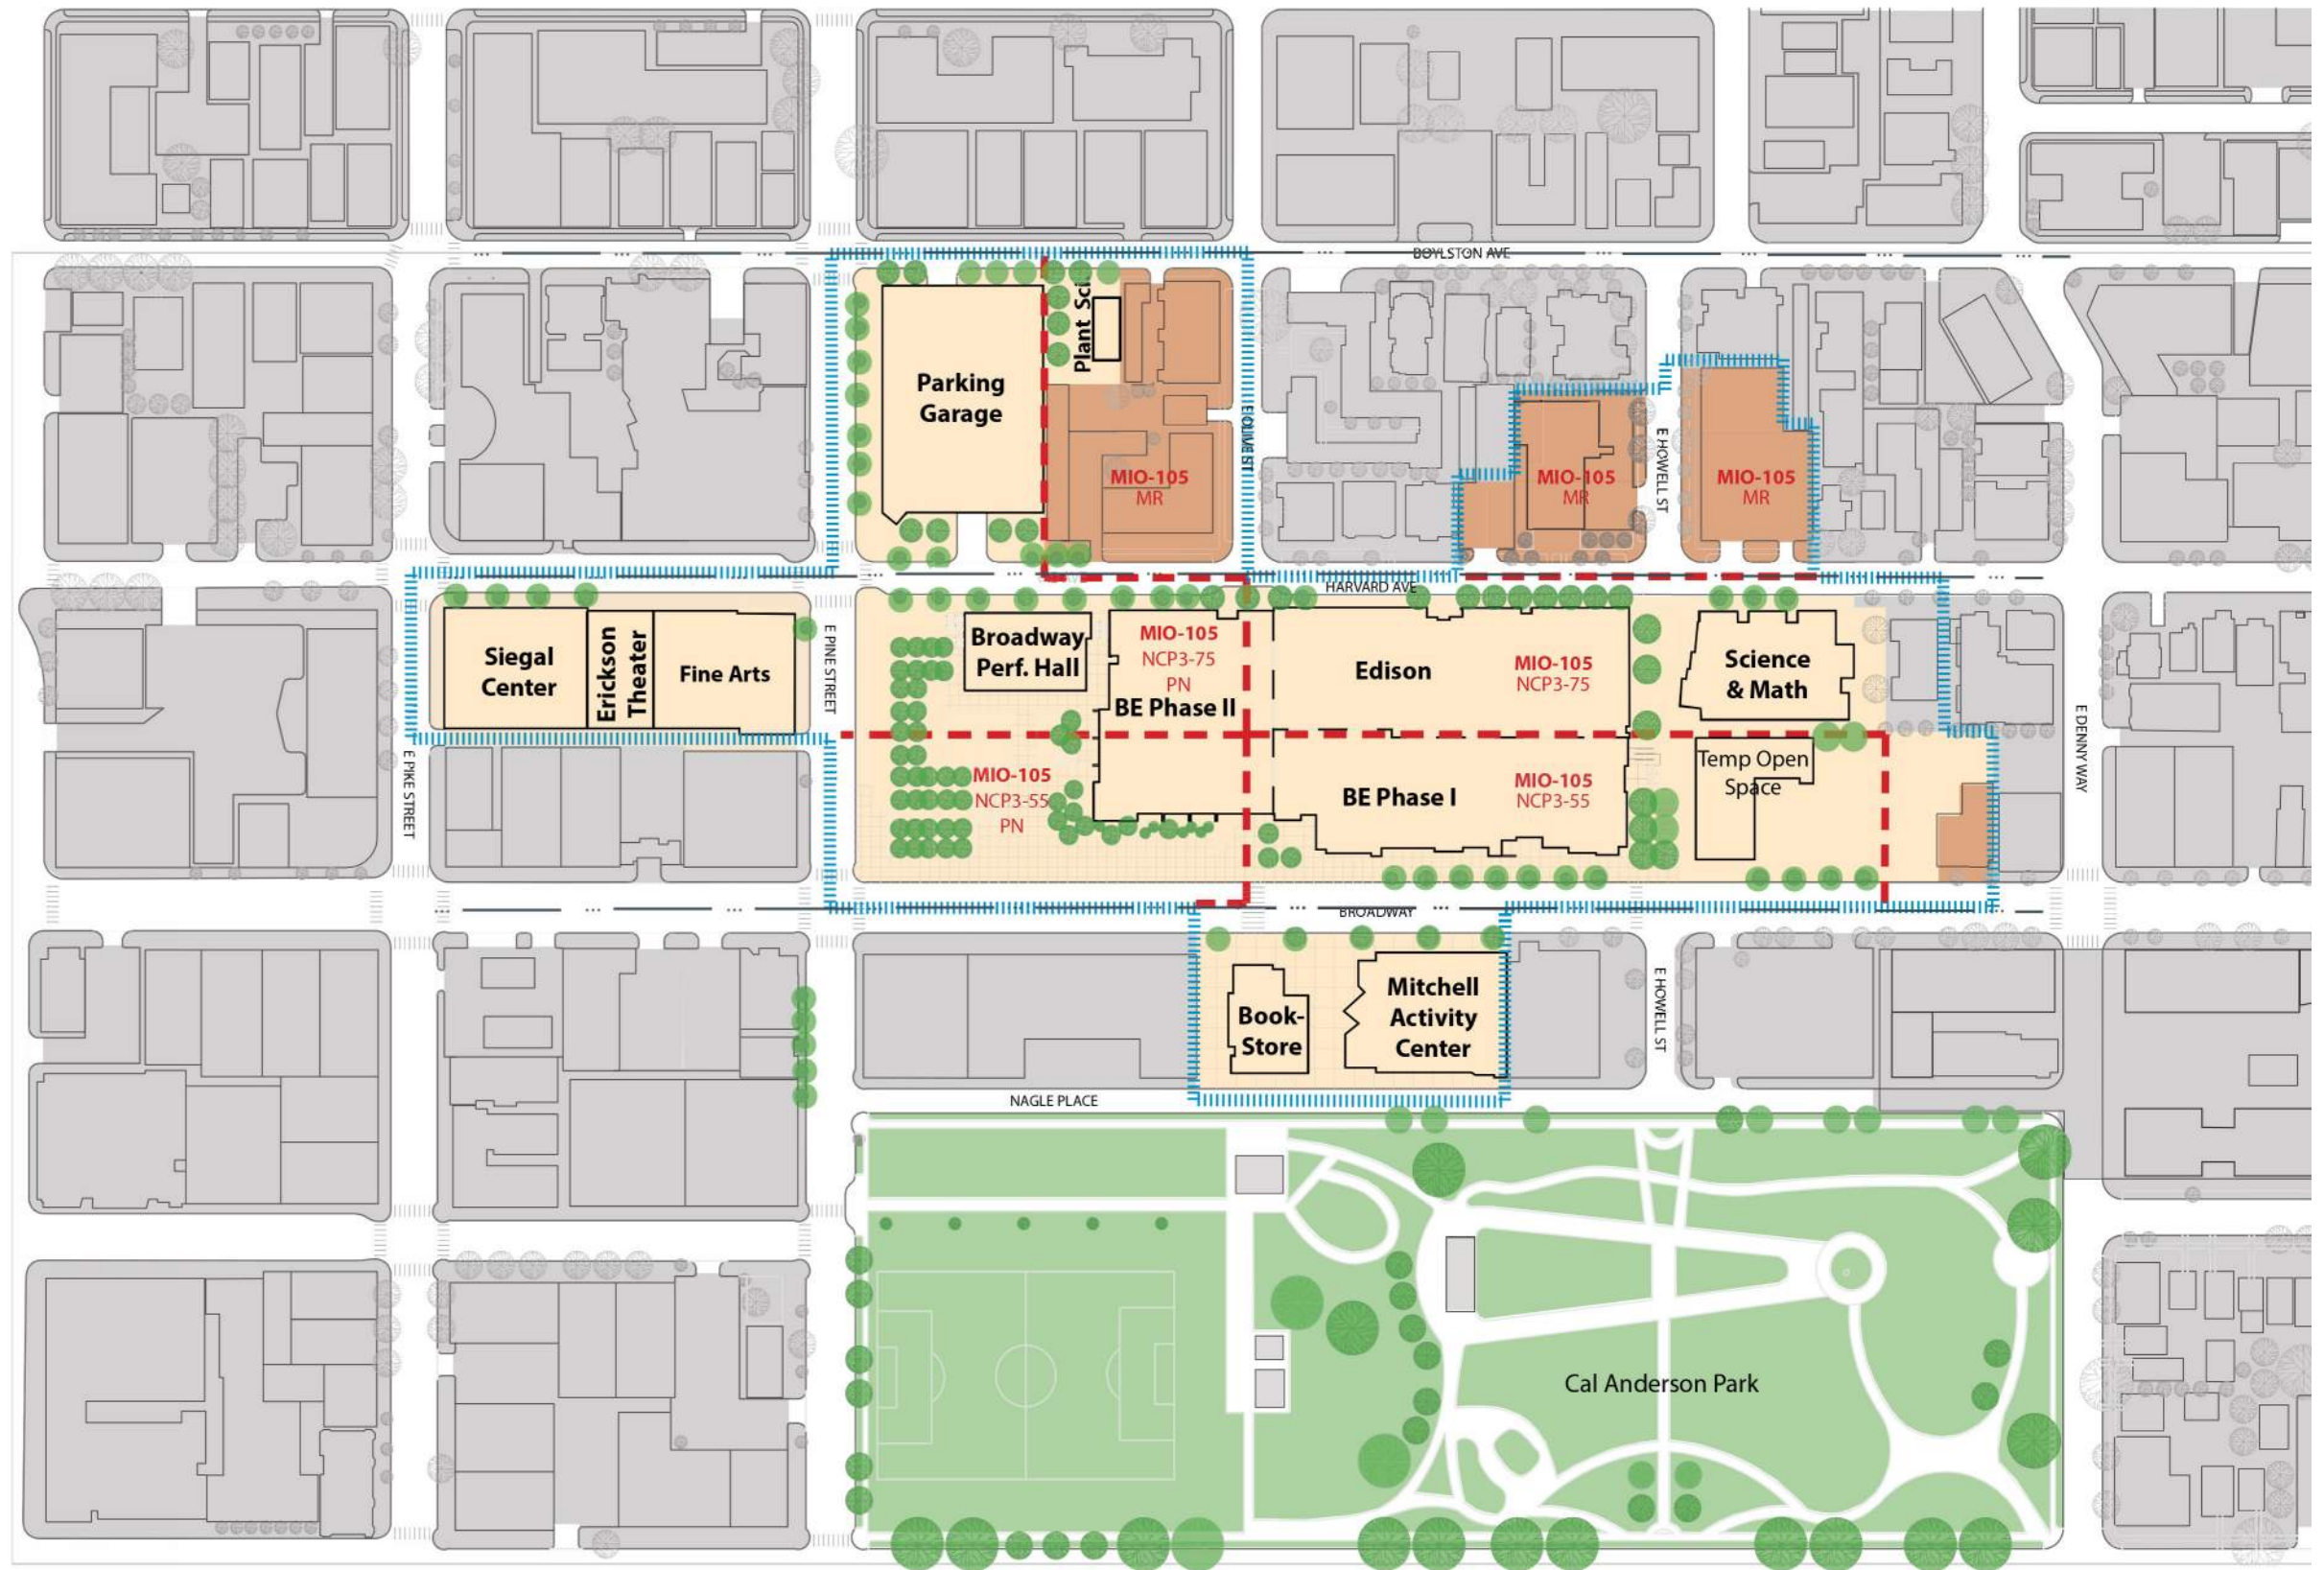 BOYLSTON AVE
Plant Sci.
Parking
Garage
E OLIVE ST
MIO-105
MR
MIO-105
MR
E HOWELL ST
MIO-105
MR
HARVARD AVE
Siegal
Center
Erickson
Theater
Fine Arts
E PINE STREET
Broadway
Perf. Hall
MIO-105
NCP3-75
PN
BE Phase II
Edison
MIO-105
NCP3-75
Science
& Math
E PIKE STREET
MIO-105
NCP3-55
PN
BE Phase I
MIO-105
NCP3-55
Temp Open
Space
E DENNY WAY
BROADWAY
Book-
Store
Mitchell
Activity
Center
E HOWELL ST
NAGLE PLACE
Cal Anderson Park